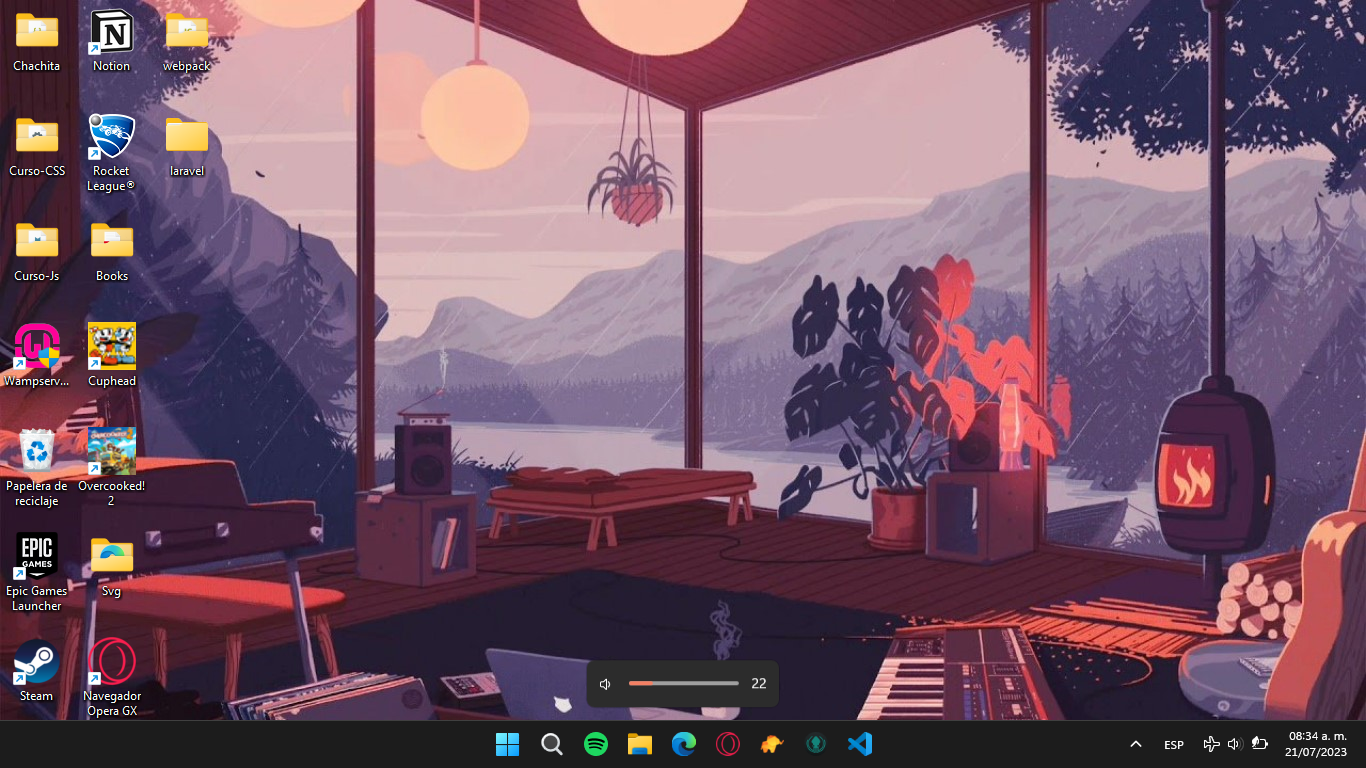 Chachita
Notion
webpack
Curso-CSS
Rocket
League®
laravel
Curso-Js
Books
Wampserv...
Cuphead
Papelera de
reciclaje
Overcooked!
2
EPIC
GAMES
Epic Games
Launcher
Svg
Steam
Navegador
Opera GX
22
ESP
08:34 a. m.
21/07/2023